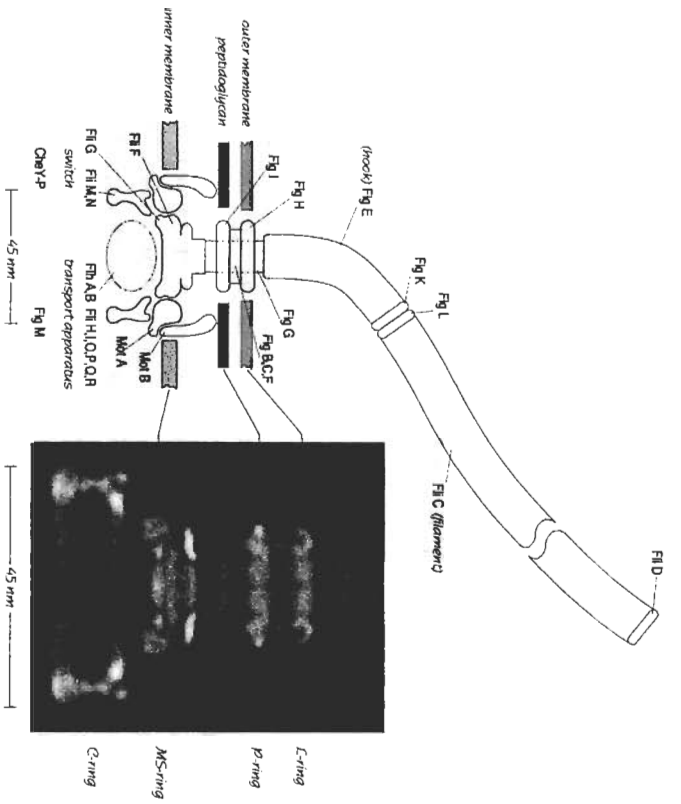 Fli D
Fli C (filament)
Flg L
Flg K
(hook) Flg E
Flg G
Flg H
Flg B,C,F
Flg I
outer membrane
peptidoglycan
inner membrane
Fli F
Mot B
Mot A
Fli M,N
Fli G
switch
CheY-P
Flh A,B Fli H,I,O,P,Q,R
transport apparatus
Flg M
45 nm
L-ring
P-ring
MS-ring
C-ring
45 nm